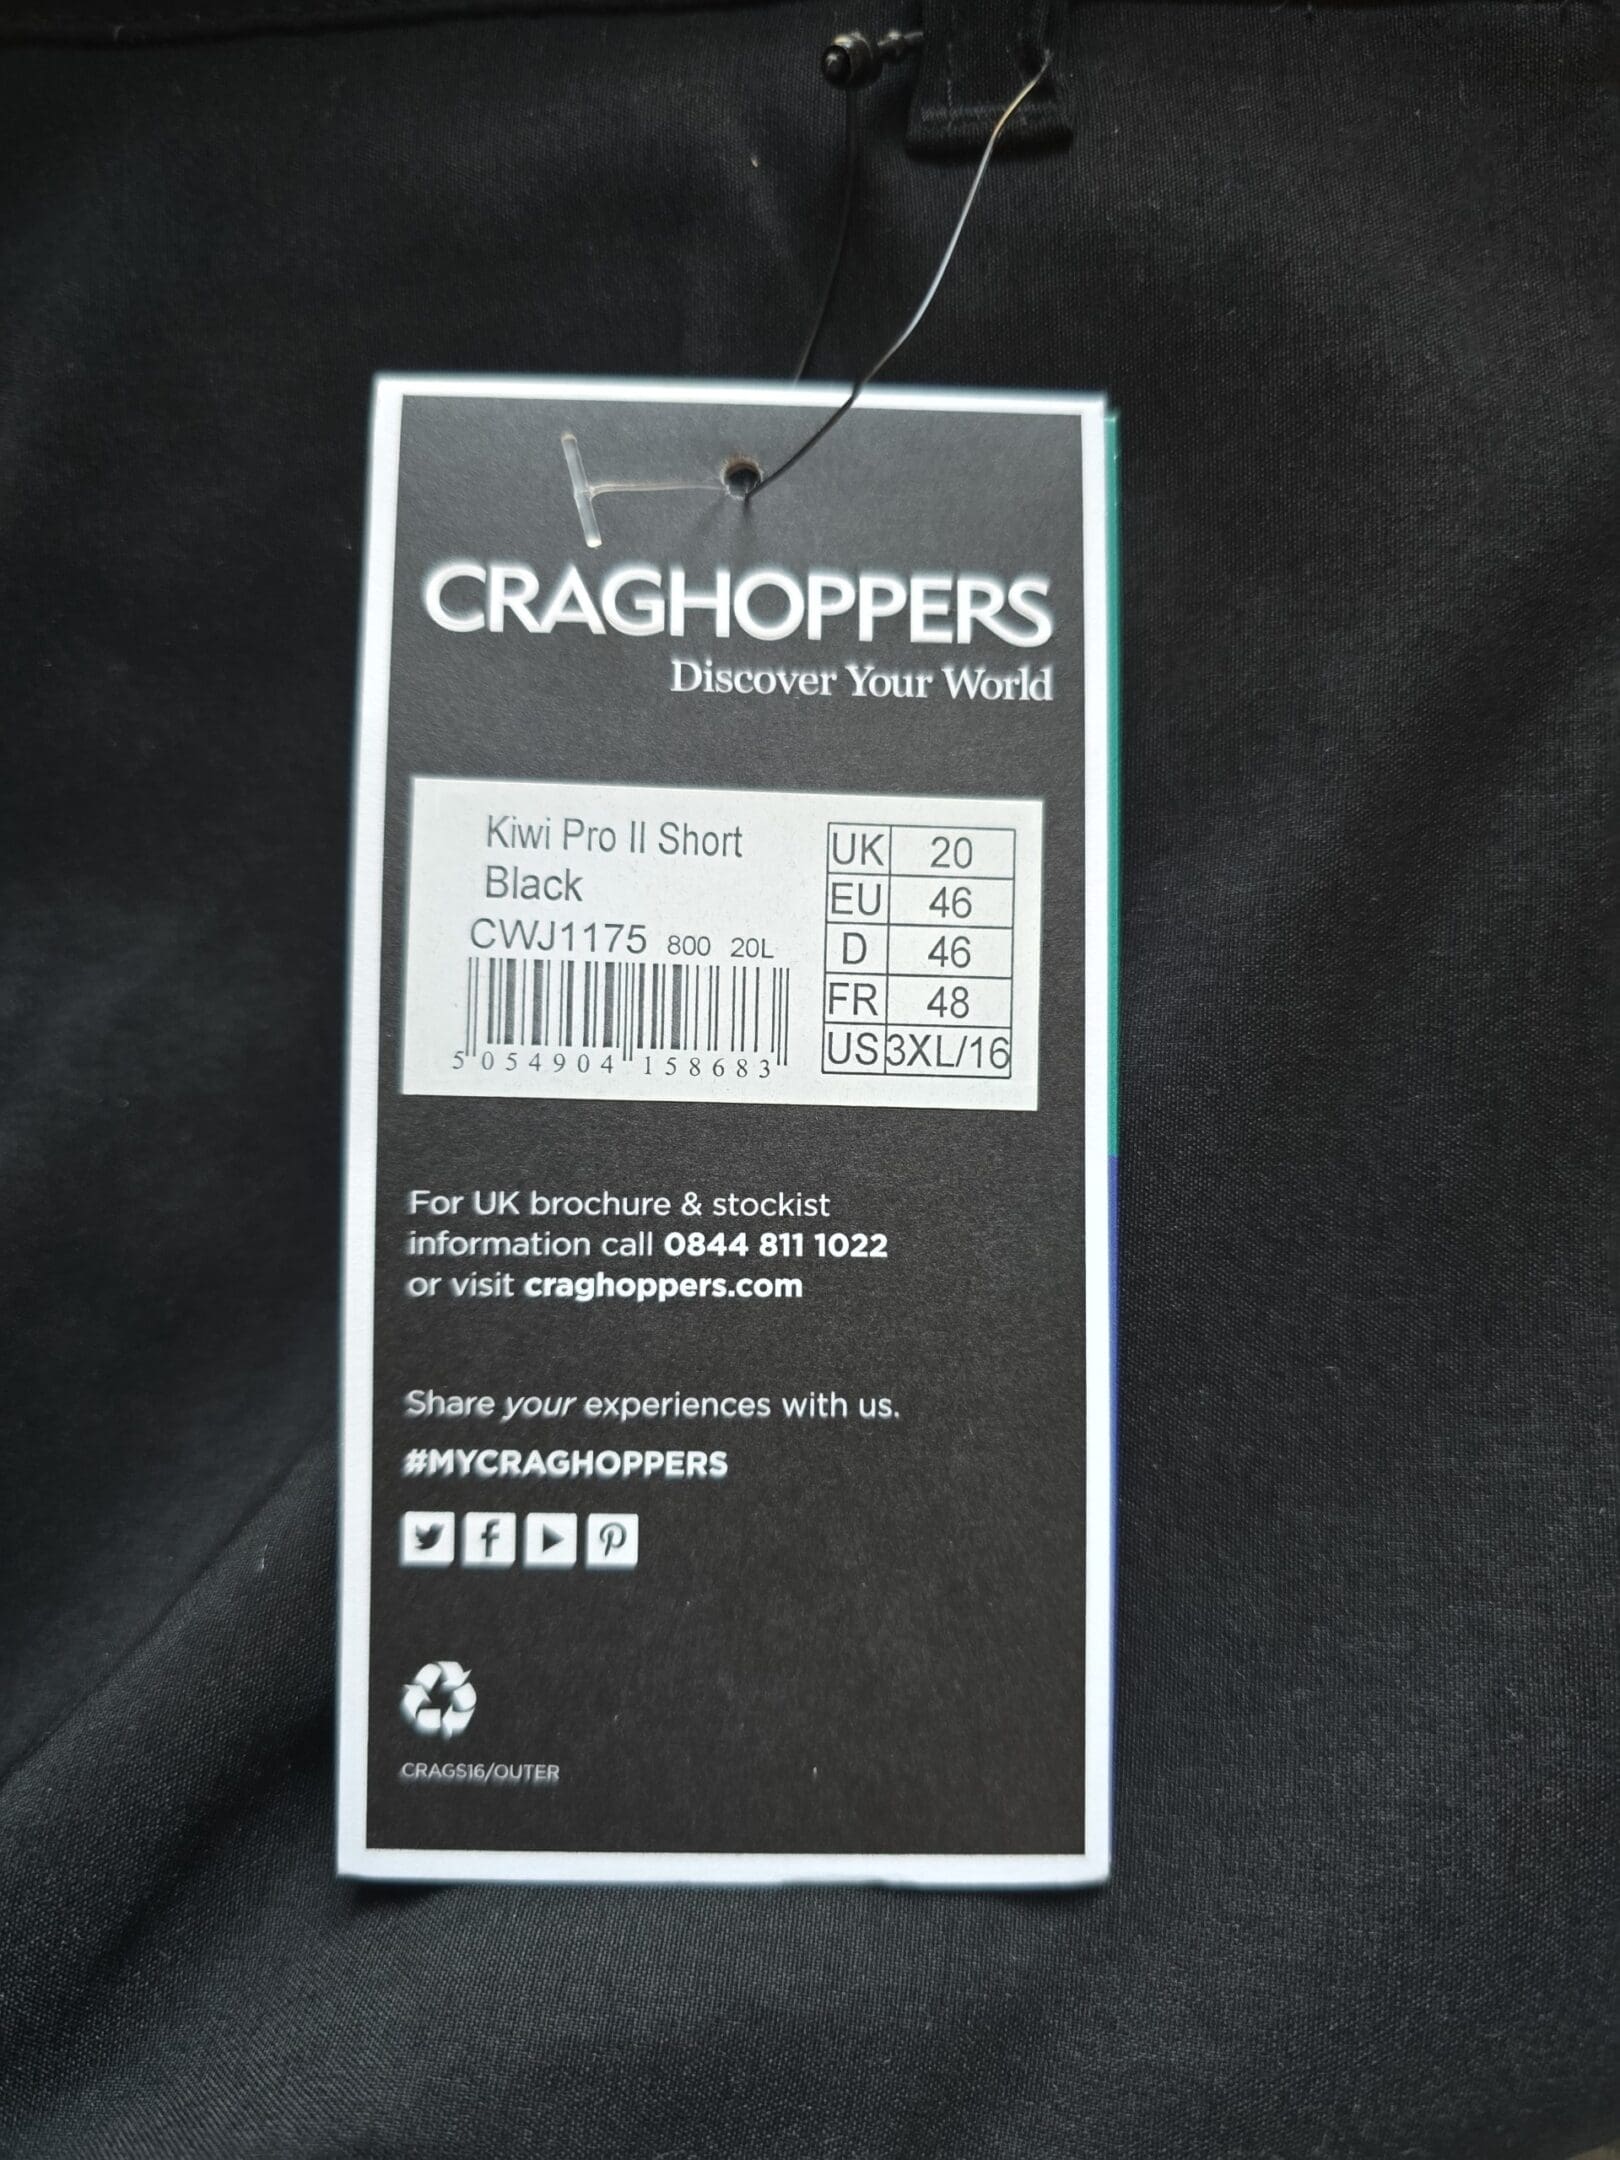 CRAGHOPPERS
Discover Your World
Kiwi Pro II Short
Black
CWJ1175 800 20L
5 054904 158683
UK 20
EU 46
D 46
FR 48
US 3XL/16
For UK brochure & stockist
information call 0844 811 1022
or visit craghoppers.com
Share your experiences with us.
#MYCRAGHOPPERS
CRAGS16/OUTER